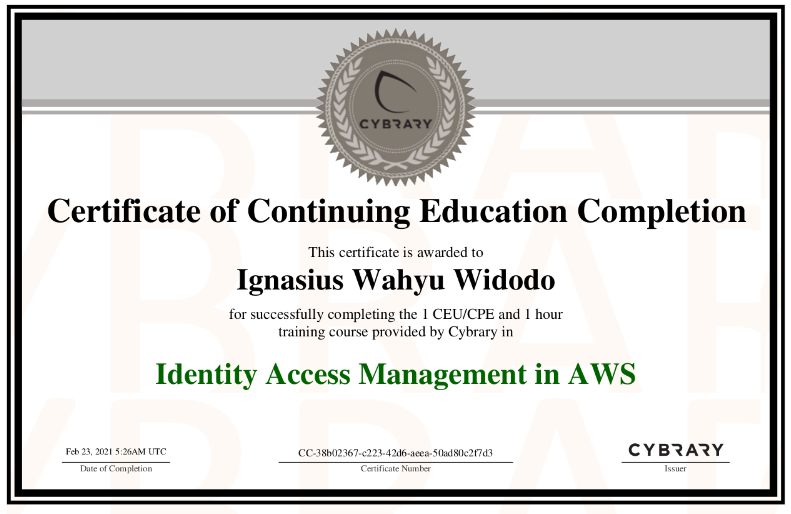 CYBRARY
Certificate of Continuing Education Completion
This certificate is awarded to
Ignasius Wahyu Widodo
for successfully completing the 1 CEU/CPE and 1 hour
training course provided by Cybrary in
Identity Access Management in AWS
Feb 23, 2021 5:26AM UTC
Date of Completion
CC-38b02367-c223-42d6-aeea-50ad80c2f7d3
Certificate Number
CYBRARY
Issuer